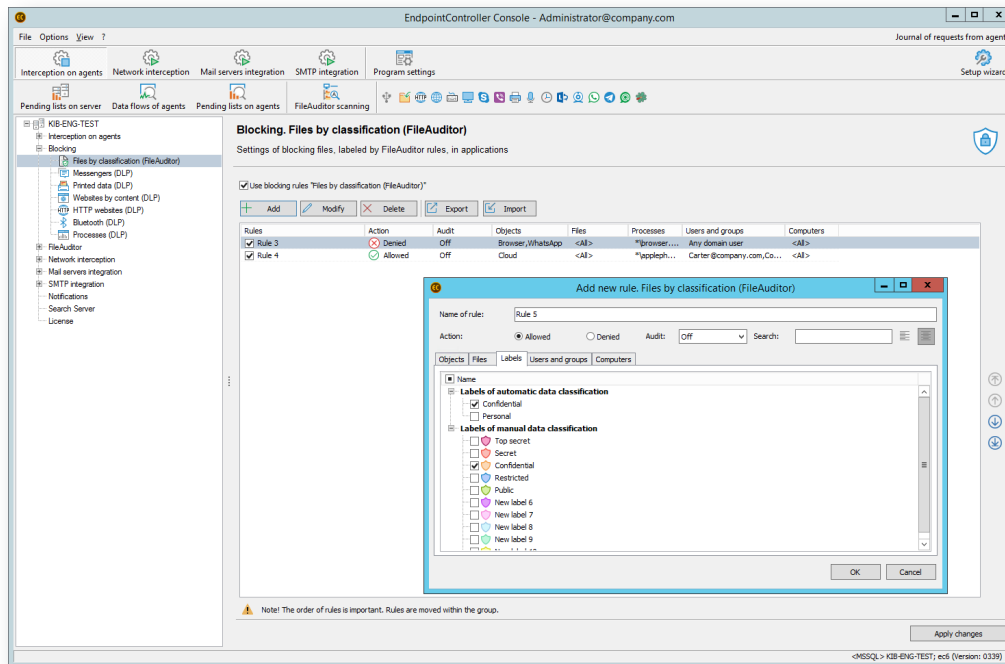 EndpointController Console - Administrator@company.com
File Options View ?
Journal of requests from agent
Interception on agents Network interception Mail servers integration SMTP integration Program settings
Setup wizard
Pending lists on server Data flows of agents Pending lists on agents FileAuditor scanning
KIB-ENG-TEST
Interception on agents
Blocking
Files by classification (FileAuditor)
Messengers (DLP)
Printed data (DLP)
Websites by content (DLP)
HTTP websites (DLP)
Bluetooth (DLP)
Processes (DLP)
FileAuditor
Network interception
Mail servers integration
SMTP integration
Notifications
Search Server
License
Blocking. Files by classification (FileAuditor)
Settings of blocking files, labeled by FileAuditor rules, in applications
Use blocking rules "Files by classification (FileAuditor)"
Add Modify Delete Export Import
Rules Action Audit Objects Files Processes Users and groups Computers
Rule 3 Denied Off Browser,WhatsApp <All> *\browser.... Any domain user <All>
Rule 4 Allowed Off Cloud <All> *\appleph... Carter@company.com,Co... <All>
Add new rule. Files by classification (FileAuditor)
Name of rule: Rule 5
Action: Allowed Denied Audit: Off Search:
Objects Files Labels Users and groups Computers
Name
Labels of automatic data classification
Confidential
Personal
Labels of manual data classification
Top secret
Secret
Confidential
Restricted
Public
New label 6
New label 7
New label 8
New label 9
OK Cancel
Note! The order of rules is important. Rules are moved within the group.
Apply changes
<MSSQL> KIB-ENG-TEST; ec6 (Version: 0339)